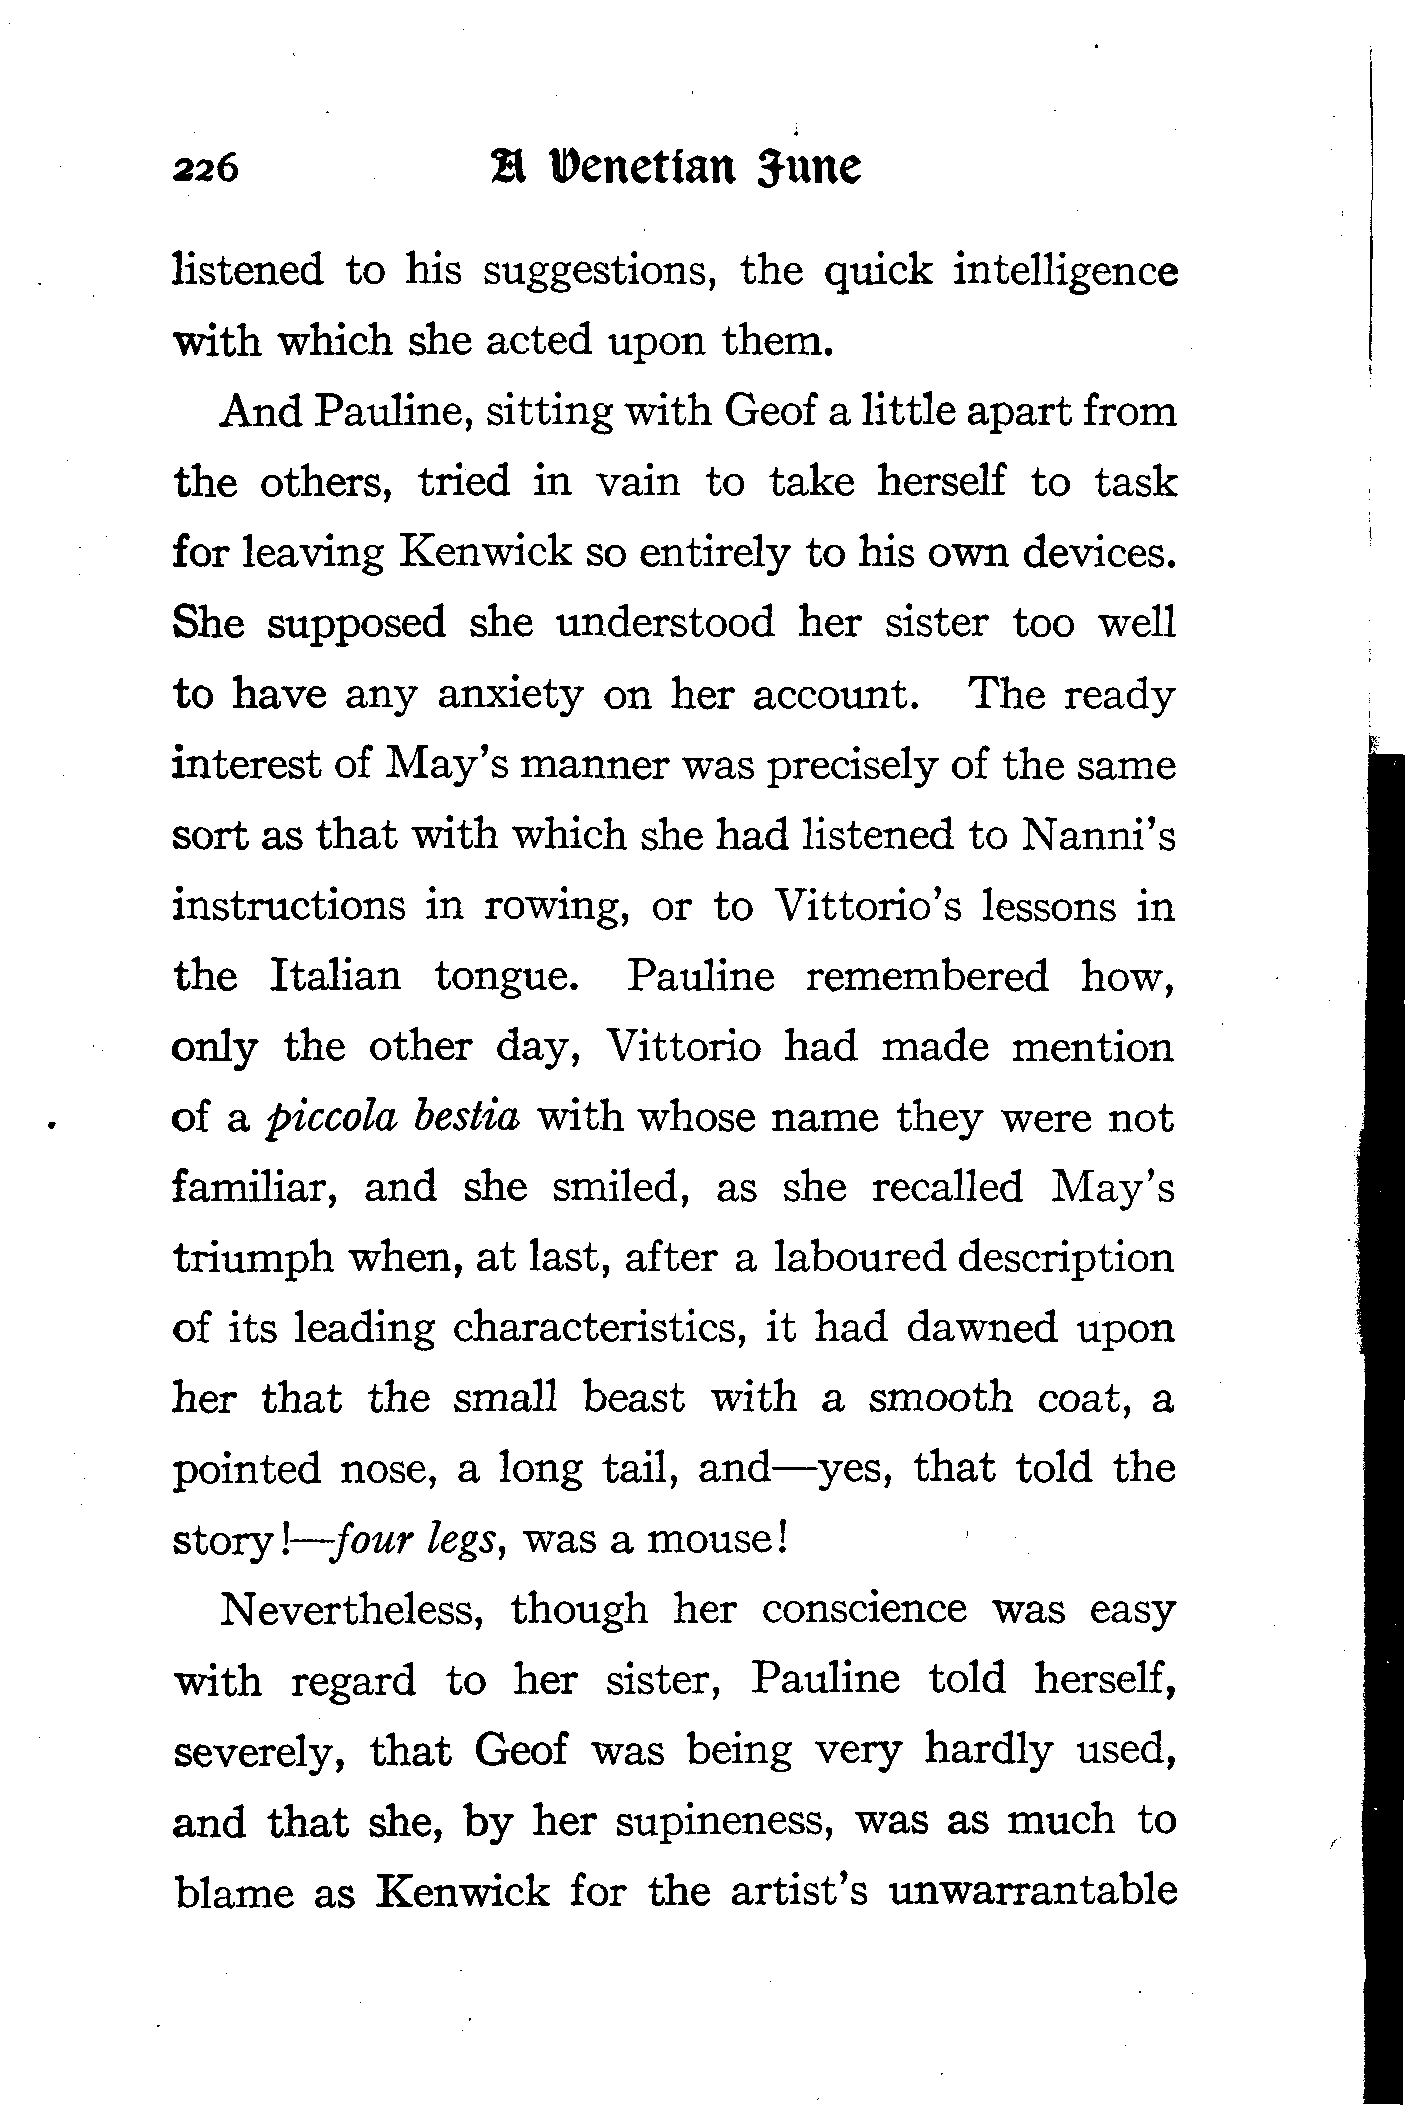 226 A Venetian June
listened to his suggestions, the quick intelligence
with which she acted upon them.
And Pauline, sitting with Geof a little apart from
the others, tried in vain to take herself to task
for leaving Kenwick so entirely to his own devices.
She supposed she understood her sister too well
to have any anxiety on her account. The ready
interest of May's manner was precisely of the same
sort as that with which she had listened to Nanni's
instructions in rowing, or to Vittorio's lessons in
the Italian tongue. Pauline remembered how,
only the other day, Vittorio had made mention
of a piccola bestia with whose name they were not
familiar, and she smiled, as she recalled May's
triumph when, at last, after a laboured description
of its leading characteristics, it had dawned upon
her that the small beast with a smooth coat, a
pointed nose, a long tail, and—yes, that told the
story!—four legs, was a mouse!
Nevertheless, though her conscience was easy
with regard to her sister, Pauline told herself,
severely, that Geof was being very hardly used,
and that she, by her supineness, was as much to
blame as Kenwick for the artist's unwarrantable